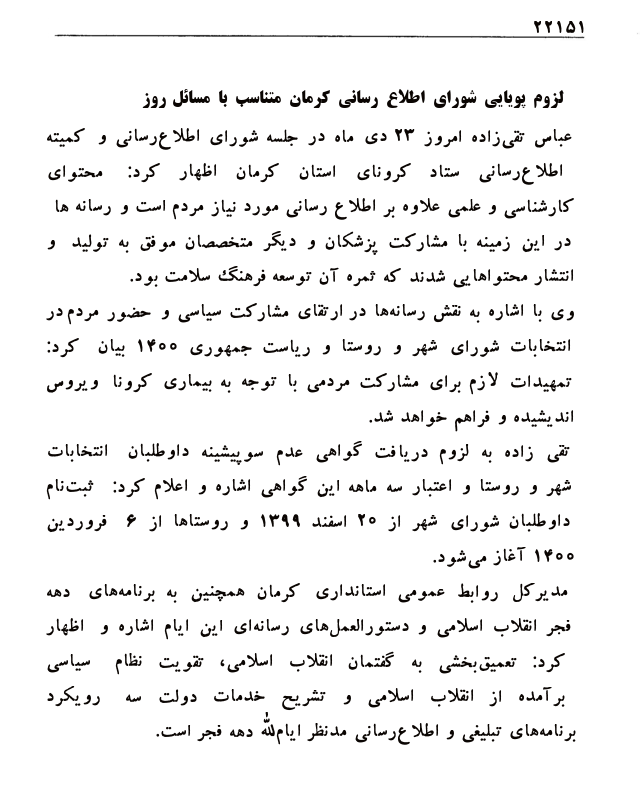 ۲۲۱۵۱
لزوم پویایی شورای اطلاع رسانی کرمان متناسب با مسائل روز
عباس تقی‌زاده امروز ۲۳ دی ماه در جلسه شورای اطلاع‌رسانی و کمیته
اطلاع‌رسانی ستاد کرونای استان کرمان اظهار کرد: محتوای
کارشناسی و علمی علاوه بر اطلاع رسانی مورد نیاز مردم است و رسانه ها
در این زمینه با مشارکت پزشکان و دیگر متخصصان موفق به تولید و
انتشار محتواهایی شدند که ثمره آن توسعه فرهنگ سلامت بود.
وی با اشاره به نقش رسانه‌ها در ارتقای مشارکت سیاسی و حضور مردم در
انتخابات شورای شهر و روستا و ریاست جمهوری ۱۴۰۰ بیان کرد:
تمهیدات لازم برای مشارکت مردمی با توجه به بیماری کرونا ویروس
اندیشیده و فراهم خواهد شد.
تقی زاده به لزوم دریافت گواهی عدم سوپیشینه داوطلبان انتخابات
شهر و روستا و اعتبار سه ماهه این گواهی اشاره و اعلام کرد: ثبت‌نام
داوطلبان شورای شهر از ۲۰ اسفند ۱۳۹۹ و روستاها از ۶ فروردین
۱۴۰۰ آغاز می‌شود.
مدیرکل روابط عمومی استانداری کرمان همچنین به برنامه‌های دهه
فجر انقلاب اسلامی و دستورالعمل‌های رسانه‌ای این ایام اشاره و اظهار
کرد: تعمیق‌بخشی به گفتمان انقلاب اسلامی، تقویت نظام سیاسی
برآمده از انقلاب اسلامی و تشریح خدمات دولت سه رویکرد
برنامه‌های تبلیغی و اطلاع‌رسانی مدنظر ایام‌الله دهه فجر است.